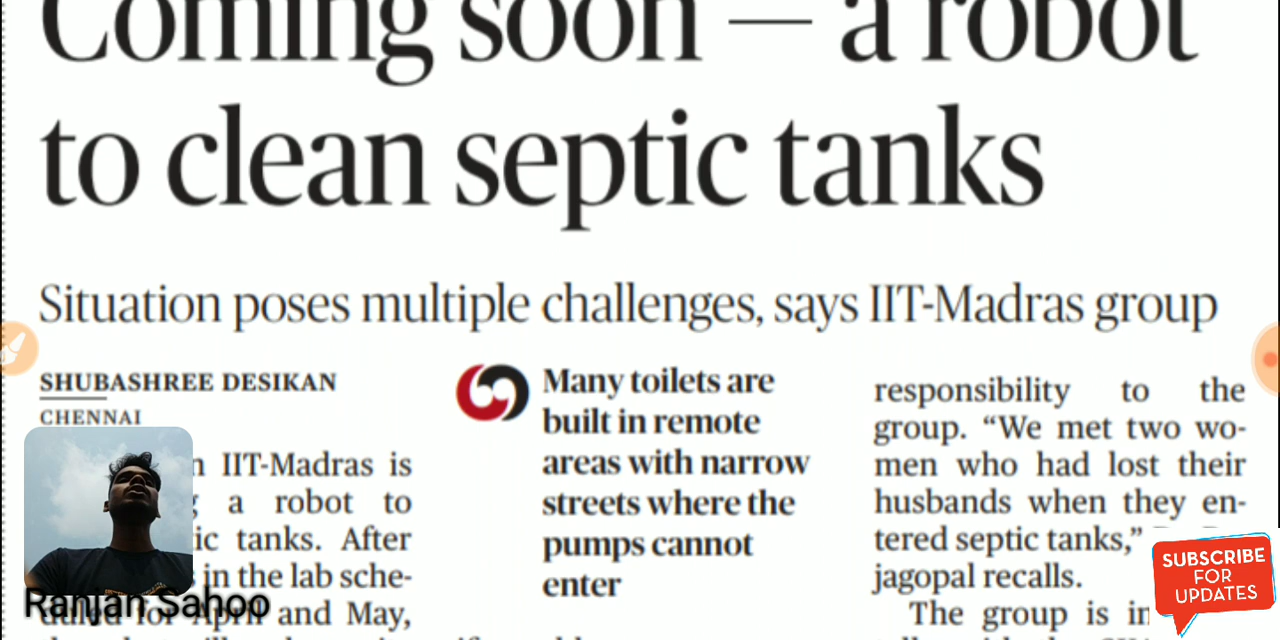 Coming soon — a robot
to clean septic tanks
Situation poses multiple challenges, says IIT-Madras group
SHUBASHREE DESIKAN
CHENNAI
IIT-Madras is
a robot to
tanks. After
in the lab sche-
duled for April and May,
Many toilets are
built in remote
areas with narrow
streets where the
pumps cannot
enter
responsibility to the
group. “We met two wo-
men who had lost their
husbands when they en-
tered septic tanks,”
jagopal recalls.
The group is in
Ranjan Sahoo
SUBSCRIBE
FOR
UPDATES